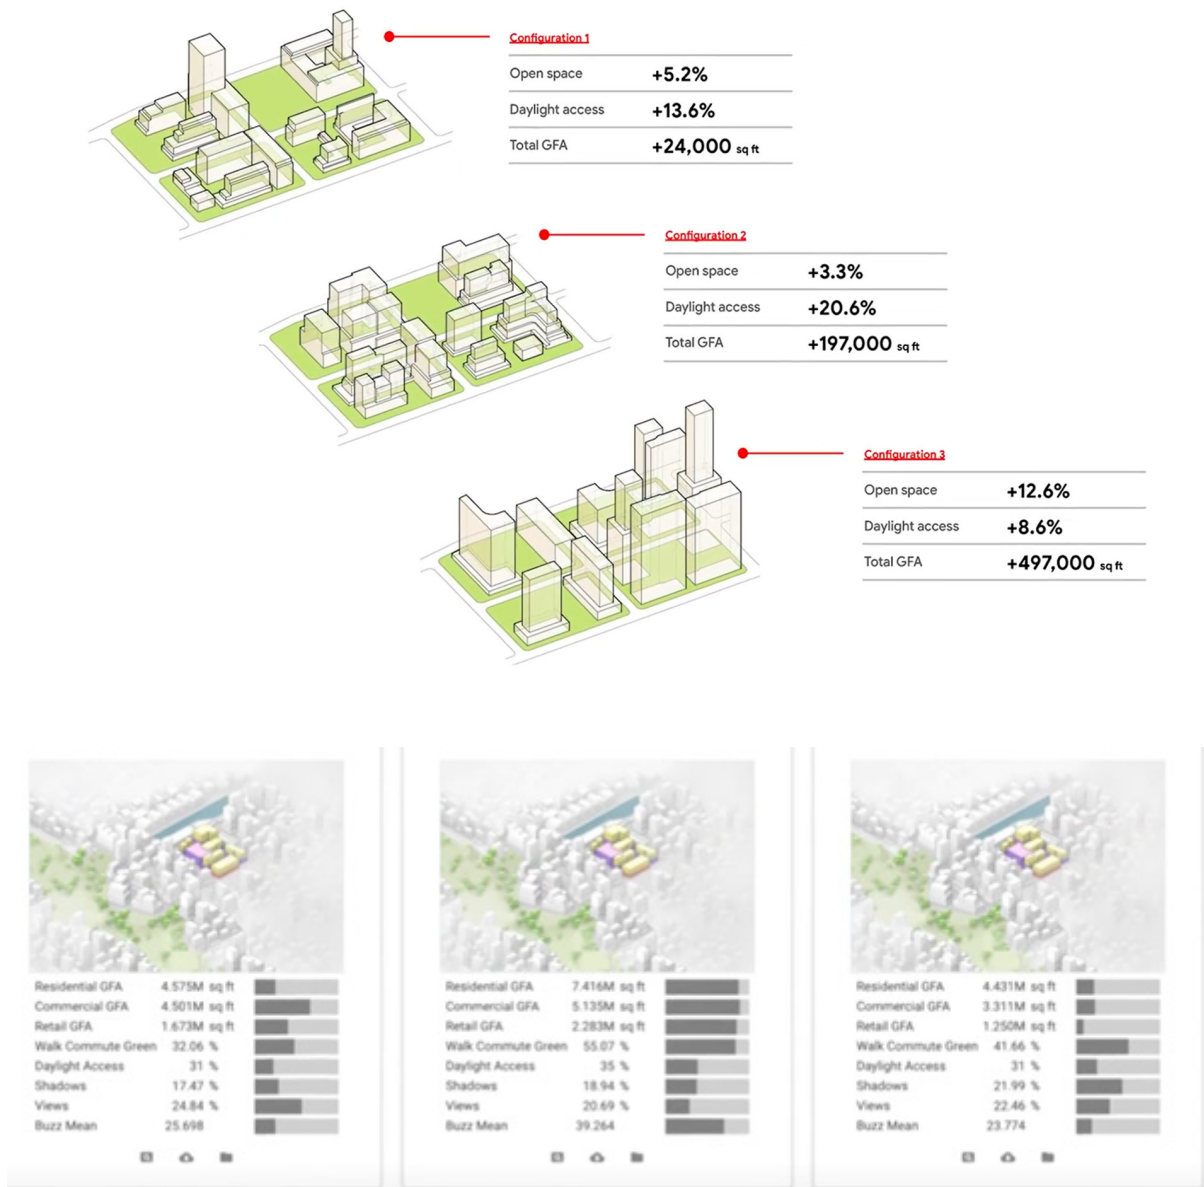 Configuration 1
Open space +5.2%
Daylight access +13.6%
Total GFA +24,000 sq ft
Configuration 2
Open space +3.3%
Daylight access +20.6%
Total GFA +197,000 sq ft
Configuration 3
Open space +12.6%
Daylight access +8.6%
Total GFA +497,000 sq ft
Residential GFA 4.575M sq ft
Commercial GFA 4.501M sq ft
Retail GFA 1.673M sq ft
Walk Commute Green 32.06 %
Daylight Access 31 %
Shadows 17.47 %
Views 24.84 %
Buzz Mean 25.698
Residential GFA 7.416M sq ft
Commercial GFA 5.135M sq ft
Retail GFA 2.283M sq ft
Walk Commute Green 55.07 %
Daylight Access 35 %
Shadows 18.94 %
Views 20.69 %
Buzz Mean 39.264
Residential GFA 4.431M sq ft
Commercial GFA 3.311M sq ft
Retail GFA 1.250M sq ft
Walk Commute Green 41.66 %
Daylight Access 31 %
Shadows 21.99 %
Views 22.46 %
Buzz Mean 23.774